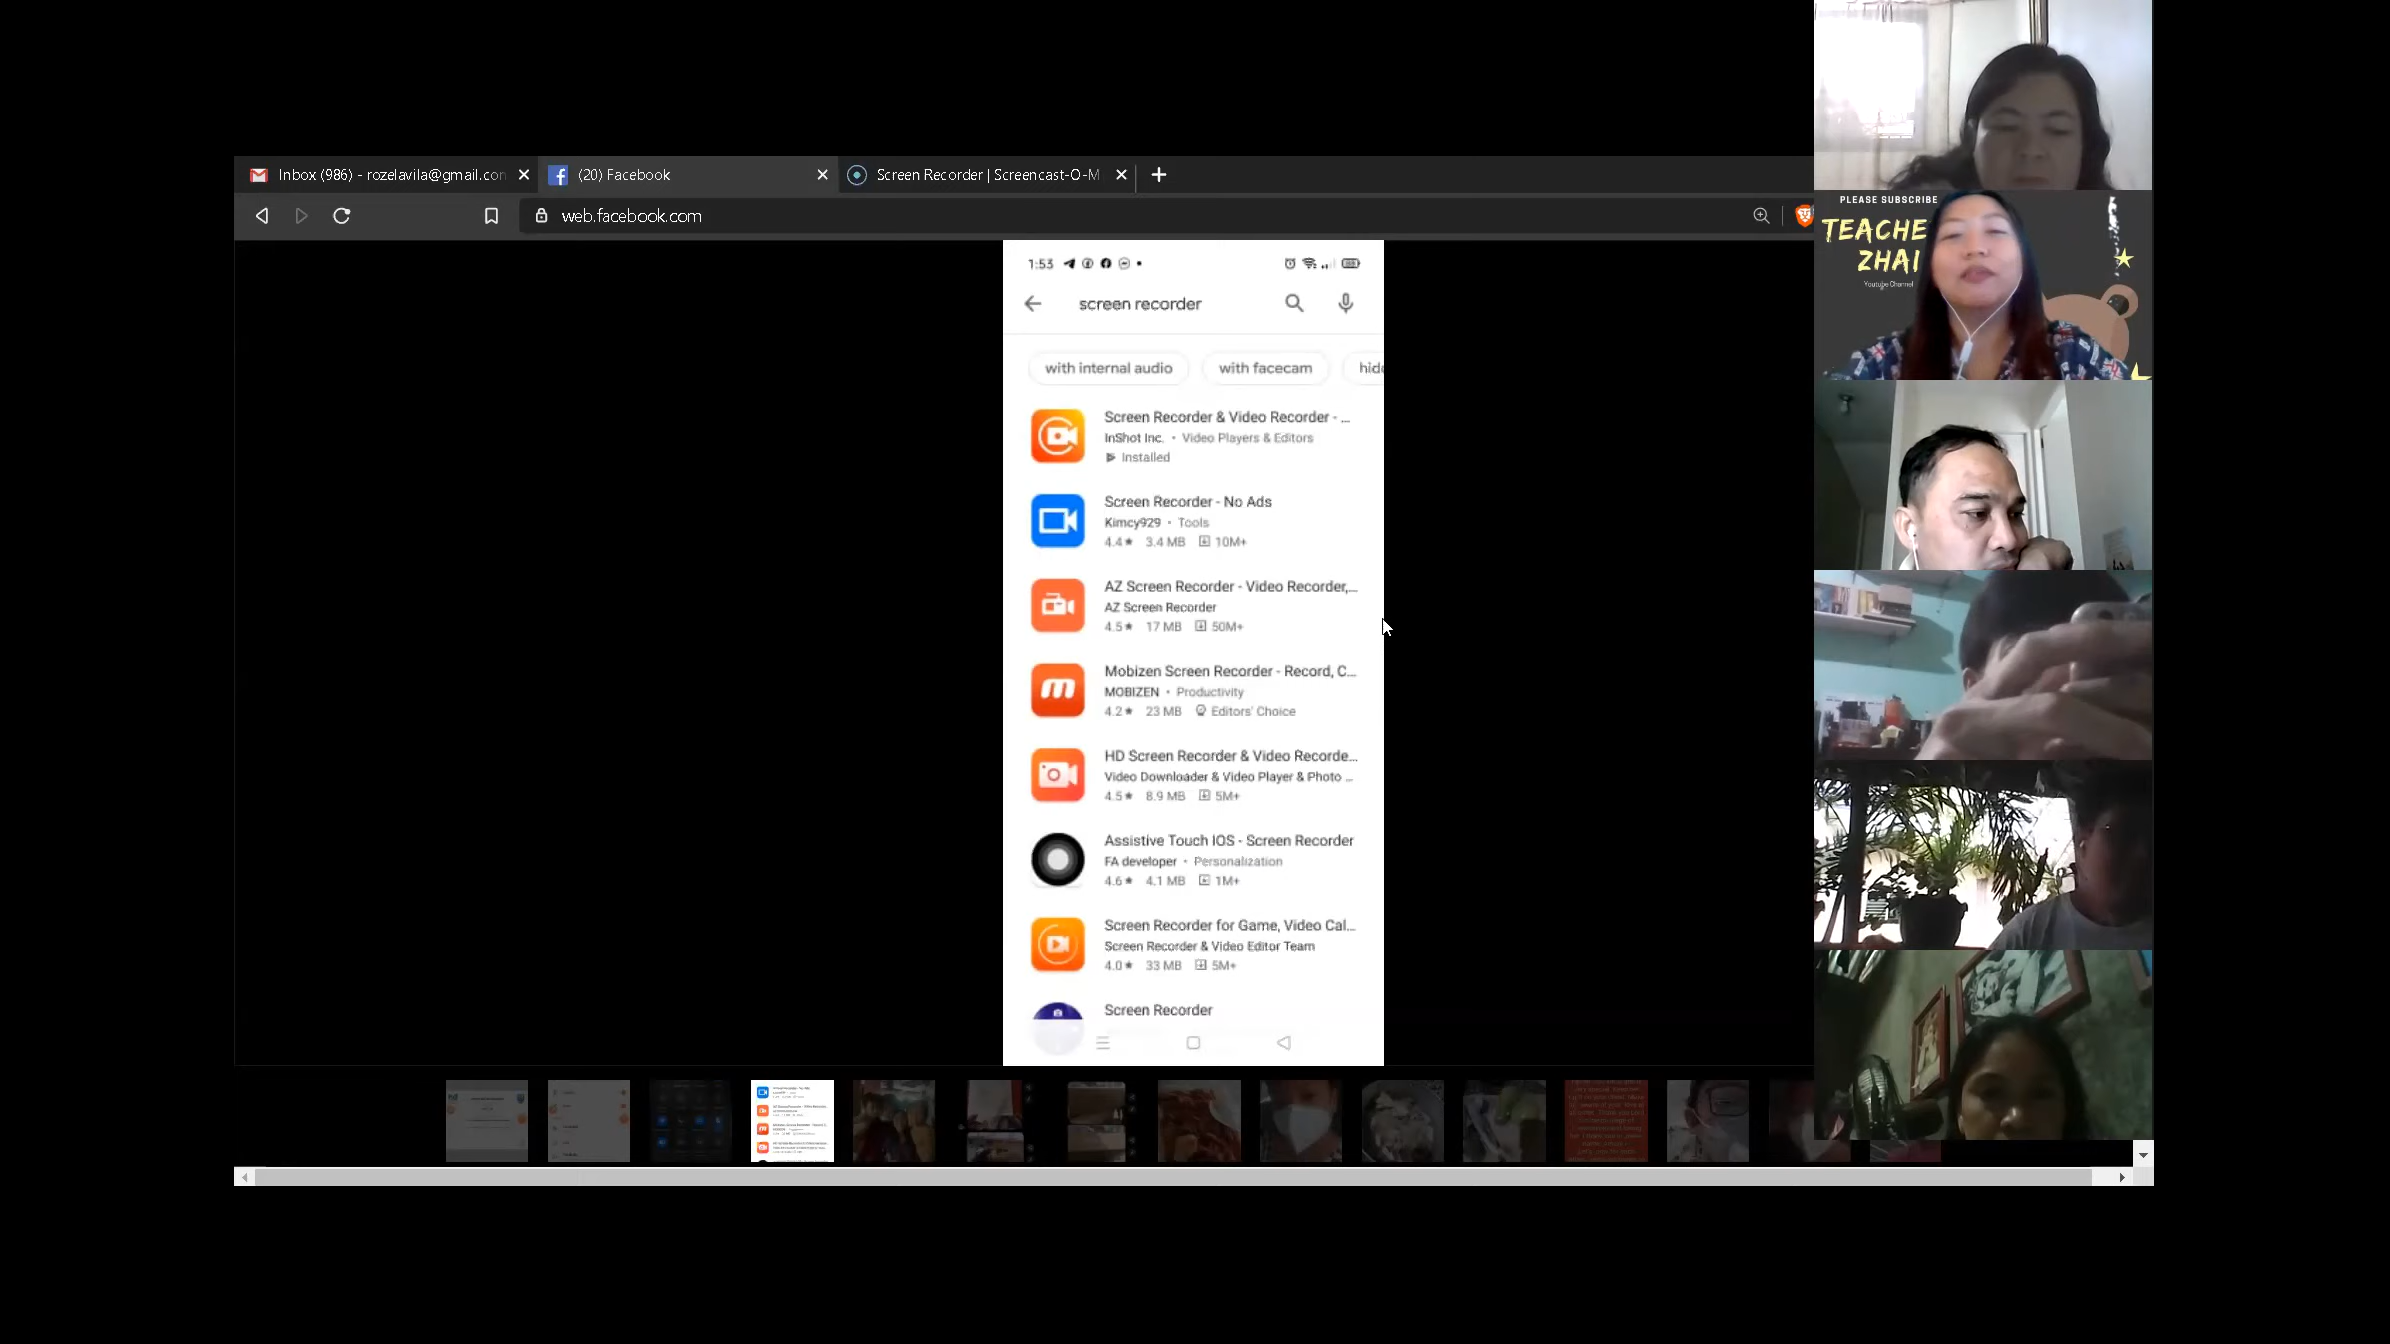 Inbox (986) - rozelavila@gmail.con
(20) Facebook
Screen Recorder | Screencast-O-M
web.facebook.com
1:53
screen recorder
with internal audio
with facecam
hid
Screen Recorder & Video Recorder - ...
InShot Inc. • Video Players & Editors
Installed
Screen Recorder - No Ads
Kimcy929 • Tools
4.4★ 3.4 MB 10M+
AZ Screen Recorder - Video Recorder,...
AZ Screen Recorder
4.5★ 17 MB 50M+
Mobizen Screen Recorder - Record, C...
MOBIZEN • Productivity
4.2★ 23 MB Editors' Choice
HD Screen Recorder & Video Recorde...
Video Downloader & Video Player & Photo ...
4.5★ 8.9 MB 5M+
Assistive Touch IOS - Screen Recorder
FA developer • Personalization
4.6★ 4.1 MB 1M+
Screen Recorder for Game, Video Cal...
Screen Recorder & Video Editor Team
4.0★ 33 MB 5M+
Screen Recorder
PLEASE SUBSCRIBE
TEACHE
ZHAI
Youtube Channel